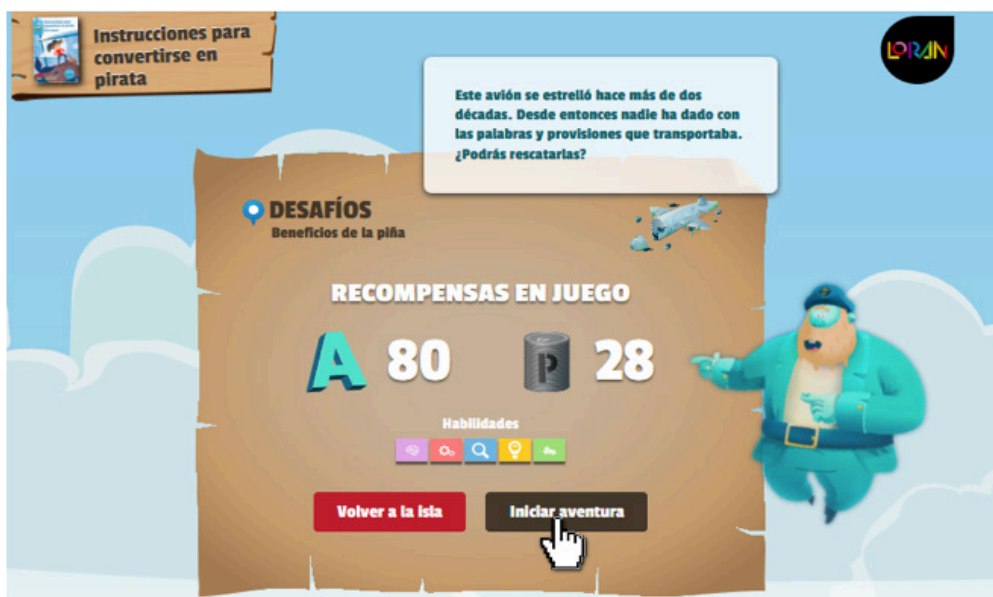 Instrucciones para
convertirse en
pirata
LORAN
Este avión se estrelló hace más de dos
décadas. Desde entonces nadie ha dado con
las palabras y provisiones que transportaba.
¿Podrás rescatarlas?
DESAFÍOS
Beneficios de la piña
RECOMPENSAS EN JUEGO
A 80 P 28
Habilidades
Volver a la isla Iniciar aventura